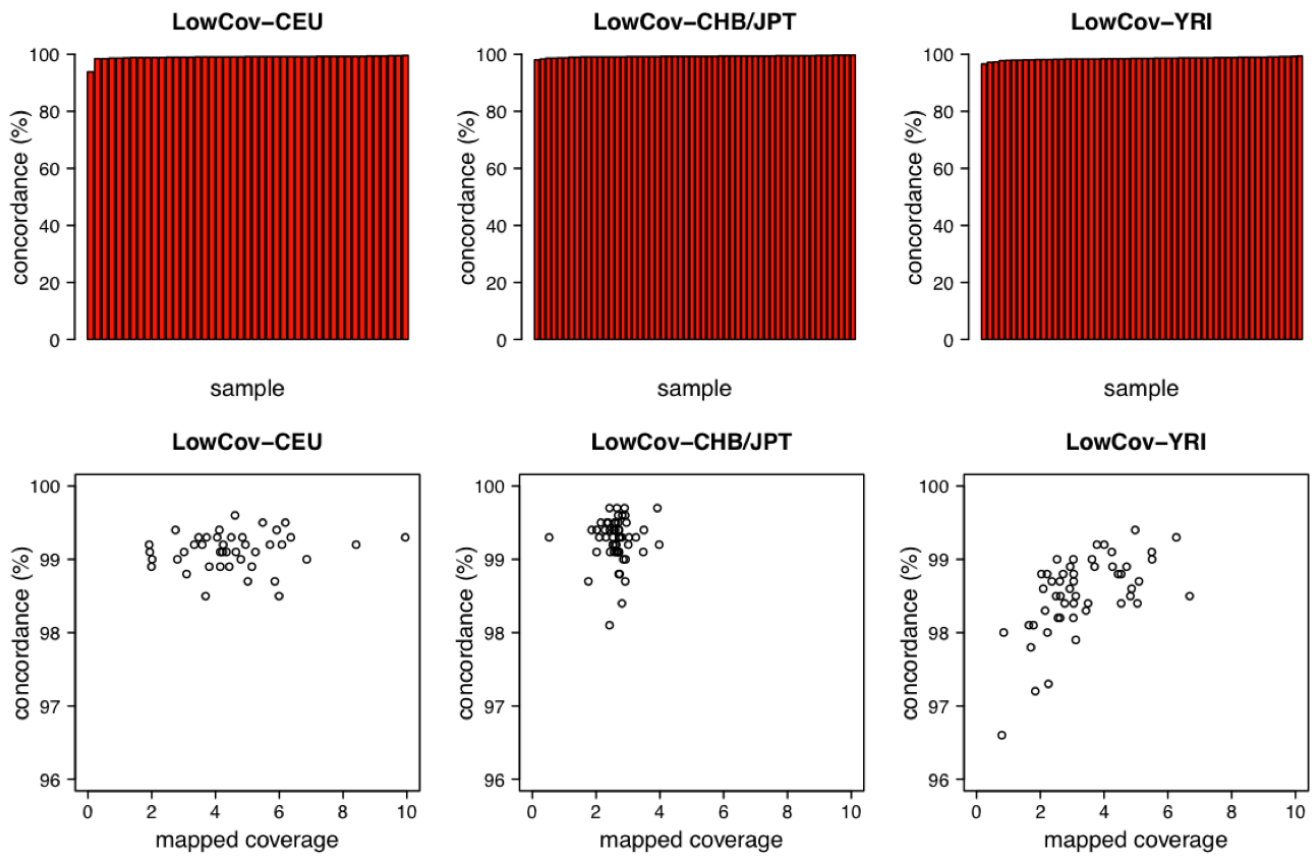 LowCov−CEU
LowCov−CHB/JPT
LowCov−YRI
concordance (%)
100
80
60
40
20
0
sample
concordance (%)
100
80
60
40
20
0
sample
concordance (%)
100
80
60
40
20
0
sample
LowCov−CEU
LowCov−CHB/JPT
LowCov−YRI
concordance (%)
100
99
98
97
96
0 2 4 6 8 10
mapped coverage
concordance (%)
100
99
98
97
96
0 2 4 6 8 10
mapped coverage
concordance (%)
100
99
98
97
96
0 2 4 6 8 10
mapped coverage